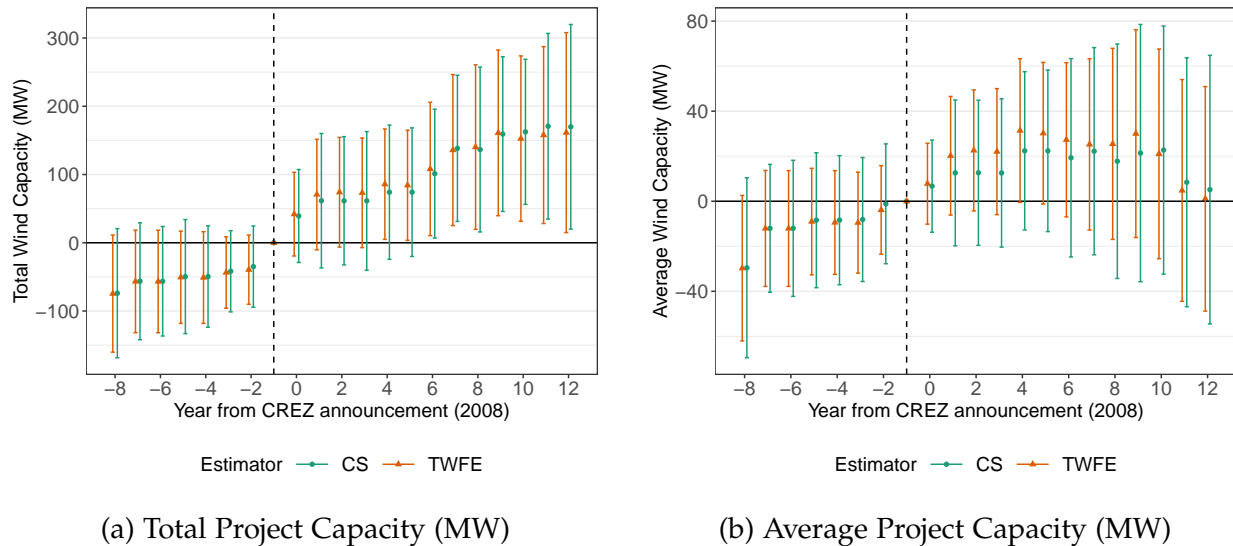 Total Wind Capacity (MW)
300
200
100
0
−100
−8 −6 −4 −2 0 2 4 6 8 10 12
Year from CREZ announcement (2008)
Estimator CS TWFE
(a) Total Project Capacity (MW)
Average Wind Capacity (MW)
80
40
0
−40
−8 −6 −4 −2 0 2 4 6 8 10 12
Year from CREZ announcement (2008)
Estimator CS TWFE
(b) Average Project Capacity (MW)